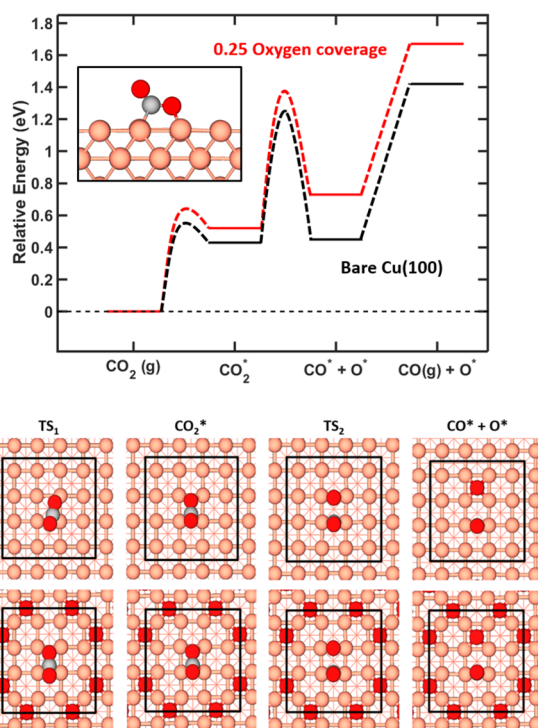 1.8
1.6
1.4
1.2
1
0.8
0.6
0.4
0.2
0
Relative Energy (eV)
0.25 Oxygen coverage
Bare Cu(100)
CO₂ (g) CO₂* CO* + O* CO(g) + O*
TS₁ CO₂* TS₂ CO* + O*